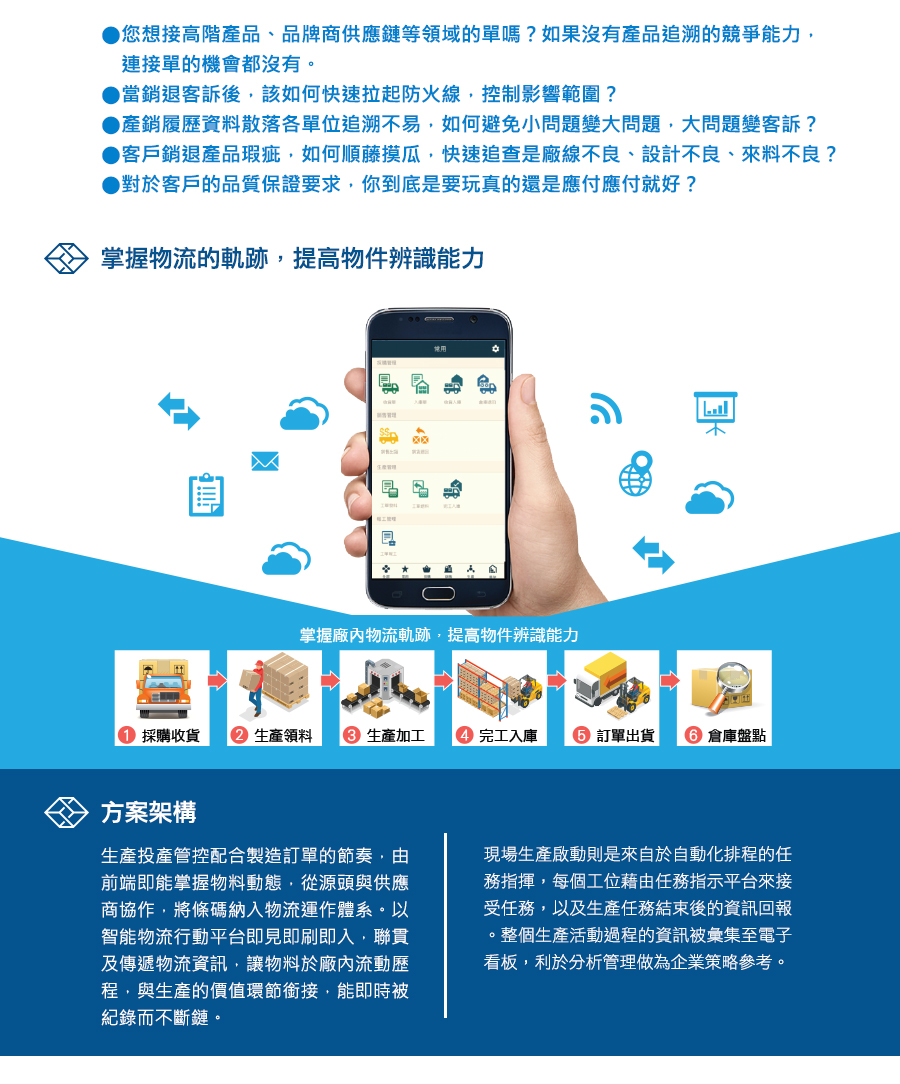 ●您想接高階產品、品牌商供應鏈等領域的單嗎？如果沒有產品追溯的競爭能力，
連接單的機會都沒有。
●當銷退客訴後，該如何快速拉起防火線，控制影響範圍？
●產銷履歷資料散落各單位追溯不易，如何避免小問題變大問題，大問題變客訴？
●客戶銷退產品瑕疵，如何順藤摸瓜，快速追查是廠線不良、設計不良、來料不良？
●對於客戶的品質保證要求，你到底是要玩真的還是應付應付就好？
掌握物流的軌跡，提高物件辨識能力
常用
生產管理
掌握廠內物流軌跡，提高物件辨識能力
1 採購收貨
2 生產領料
3 生產加工
4 完工入庫
5 訂單出貨
6 倉庫盤點
方案架構
生產投產管控配合製造訂單的節奏，由
前端即能掌握物料動態，從源頭與供應
商協作，將條碼納入物流運作體系。以
智能物流行動平台即見即刷即入，聯貫
及傳遞物流資訊，讓物料於廠內流動歷
程，與生產的價值環節銜接，能即時被
紀錄而不斷鏈。
現場生產啟動則是來自於自動化排程的任
務指揮，每個工位藉由任務指示平台來接
受任務，以及生產任務結束後的資訊回報
。整個生產活動過程的資訊被彙集至電子
看板，利於分析管理做為企業策略參考。